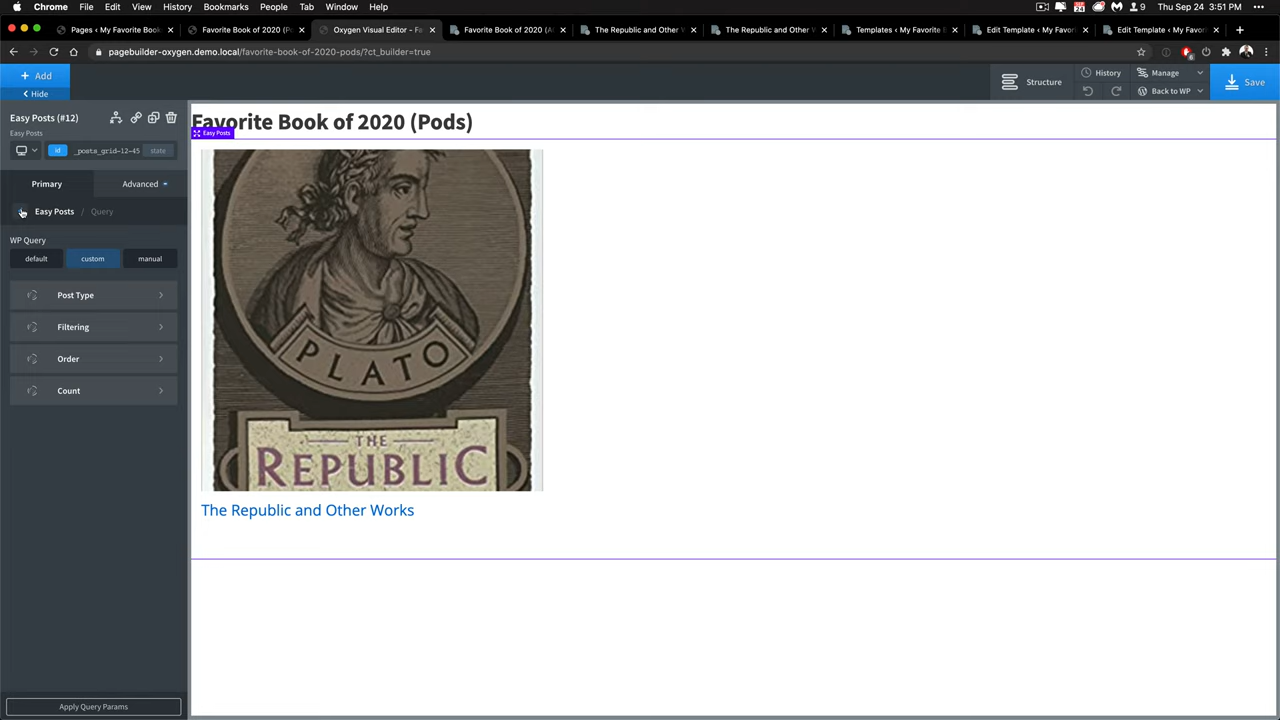 Chrome File Edit View History Bookmarks People Tab Window Help 24 9 Thu Sep 24 3:51 PM
Pages ‹ My Favorite Book: × Favorite Book of 2020 (Po × Oxygen Visual Editor - Fa × Favorite Book of 2020 (A × The Republic and Other W × The Republic and Other W × Templates ‹ My Favorite B × Edit Template ‹ My Favor × Edit Template ‹ My Favor × +
pagebuilder-oxygen.demo.local/favorite-book-of-2020-pods/?ct_builder=true
+ Add
Hide
Structure
History
Manage
Back to WP
Save
Easy Posts (#12)
Easy Posts
id _posts_grid-12-45 state
Primary Advanced
Easy Posts / Query
WP Query
default custom manual
Post Type
Filtering
Order
Count
Apply Query Params
Favorite Book of 2020 (Pods)
Easy Posts
PLATO
THE
REPUBLIC
The Republic and Other Works